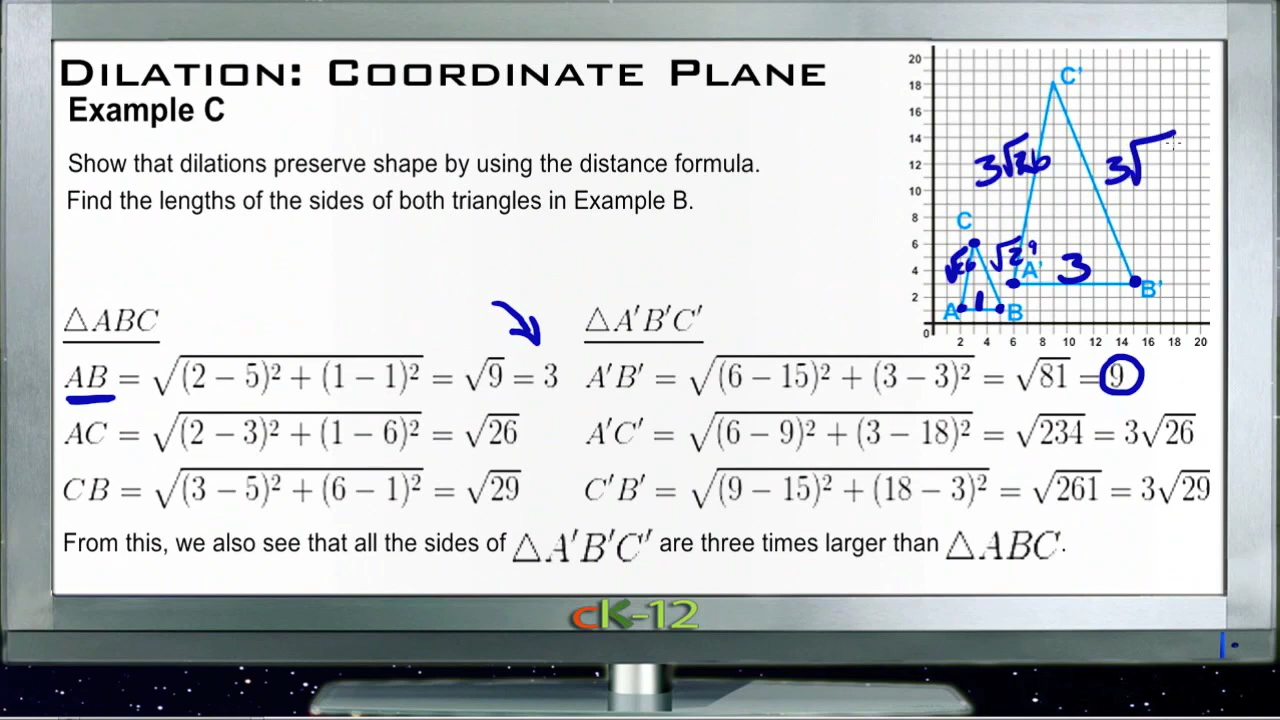 DILATION: COORDINATE PLANE
Example C
Show that dilations preserve shape by using the distance formula.
Find the lengths of the sides of both triangles in Example B.
20
18
16
14
12
10
8
6
4
2
0
2 4 6 8 10 12 14 16 18 20
C'
3√26 3√
C
√26 √29 A' 3 B'
A 1 B
△ABC
AB = √((2 − 5)² + (1 − 1)²) = √9 = 3
AC = √((2 − 3)² + (1 − 6)²) = √26
CB = √((3 − 5)² + (6 − 1)²) = √29
△A′B′C′
A′B′ = √((6 − 15)² + (3 − 3)²) = √81 = 9
A′C′ = √((6 − 9)² + (3 − 18)²) = √234 = 3√26
C′B′ = √((9 − 15)² + (18 − 3)²) = √261 = 3√29
From this, we also see that all the sides of △A′B′C′ are three times larger than △ABC.
cK-12